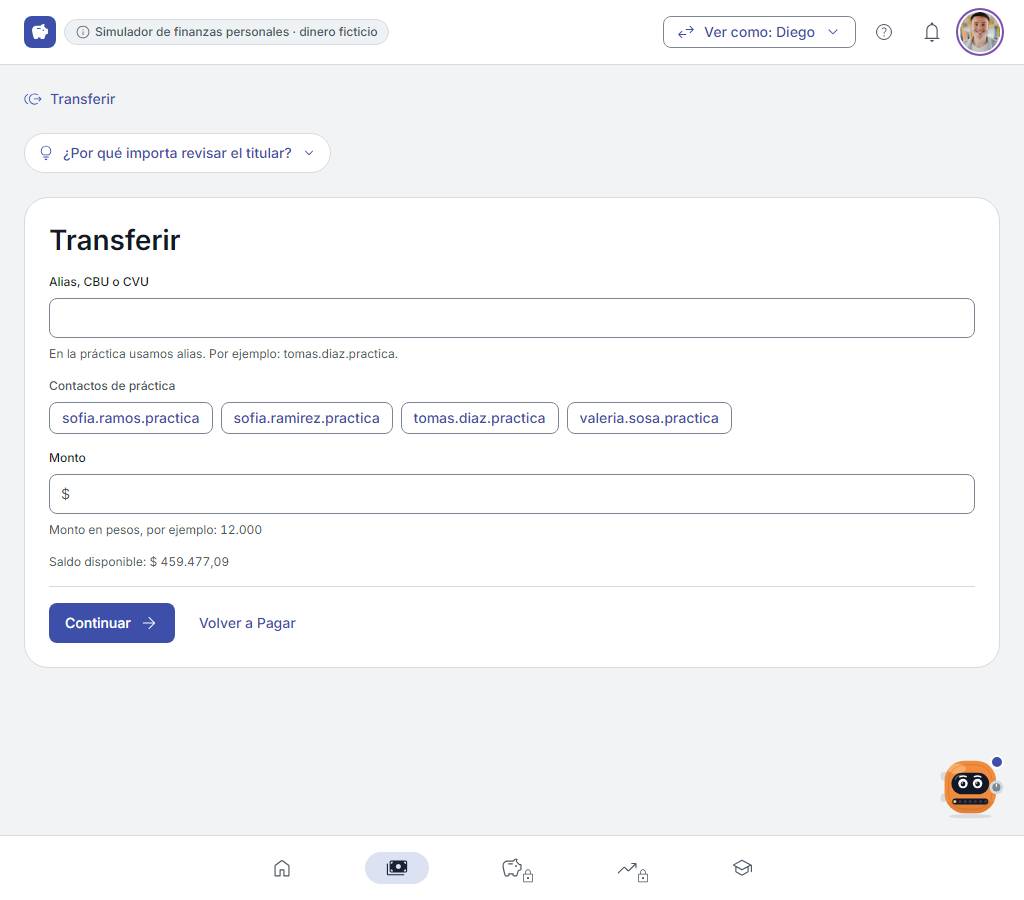 Simulador de finanzas personales · dinero ficticio
Ver como: Diego
Transferir
¿Por qué importa revisar el titular?
Transferir
Alias, CBU o CVU
En la práctica usamos alias. Por ejemplo: tomas.diaz.practica.
Contactos de práctica
sofia.ramos.practica sofia.ramirez.practica tomas.diaz.practica valeria.sosa.practica
Monto
$
Monto en pesos, por ejemplo: 12.000
Saldo disponible: $ 459.477,09
Continuar
Volver a Pagar